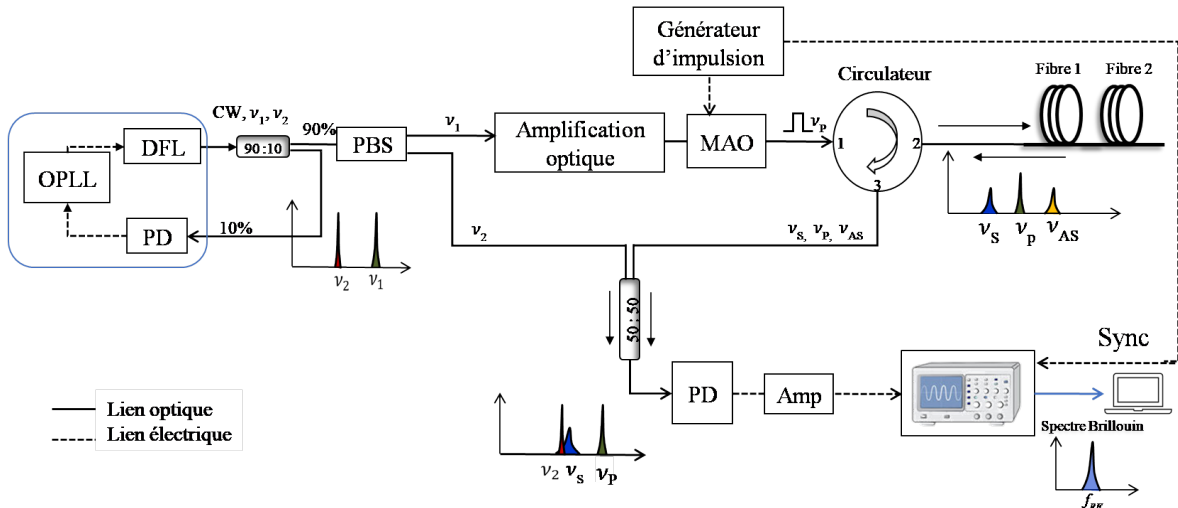 Générateur
d'impulsion
Circulateur
Fibre 1
Fibre 2
CW, ν1, ν2
90%
ν1
DFL
90 :10
PBS
Amplification
optique
MAO
νP
1
2
3
OPLL
PD
10%
ν2
νS, νP, νAS
νS
νp
νAS
ν2
ν1
50 : 50
Sync
PD
Amp
Lien optique
Lien électrique
ν2
νS
νP
Spectre Brillouin